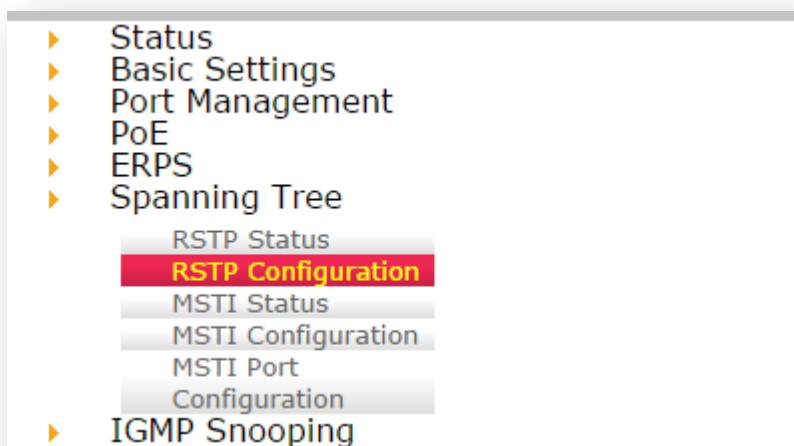 Status
Basic Settings
Port Management
PoE
ERPS
Spanning Tree
RSTP Status
RSTP Configuration
MSTI Status
MSTI Configuration
MSTI Port
Configuration
IGMP Snooping